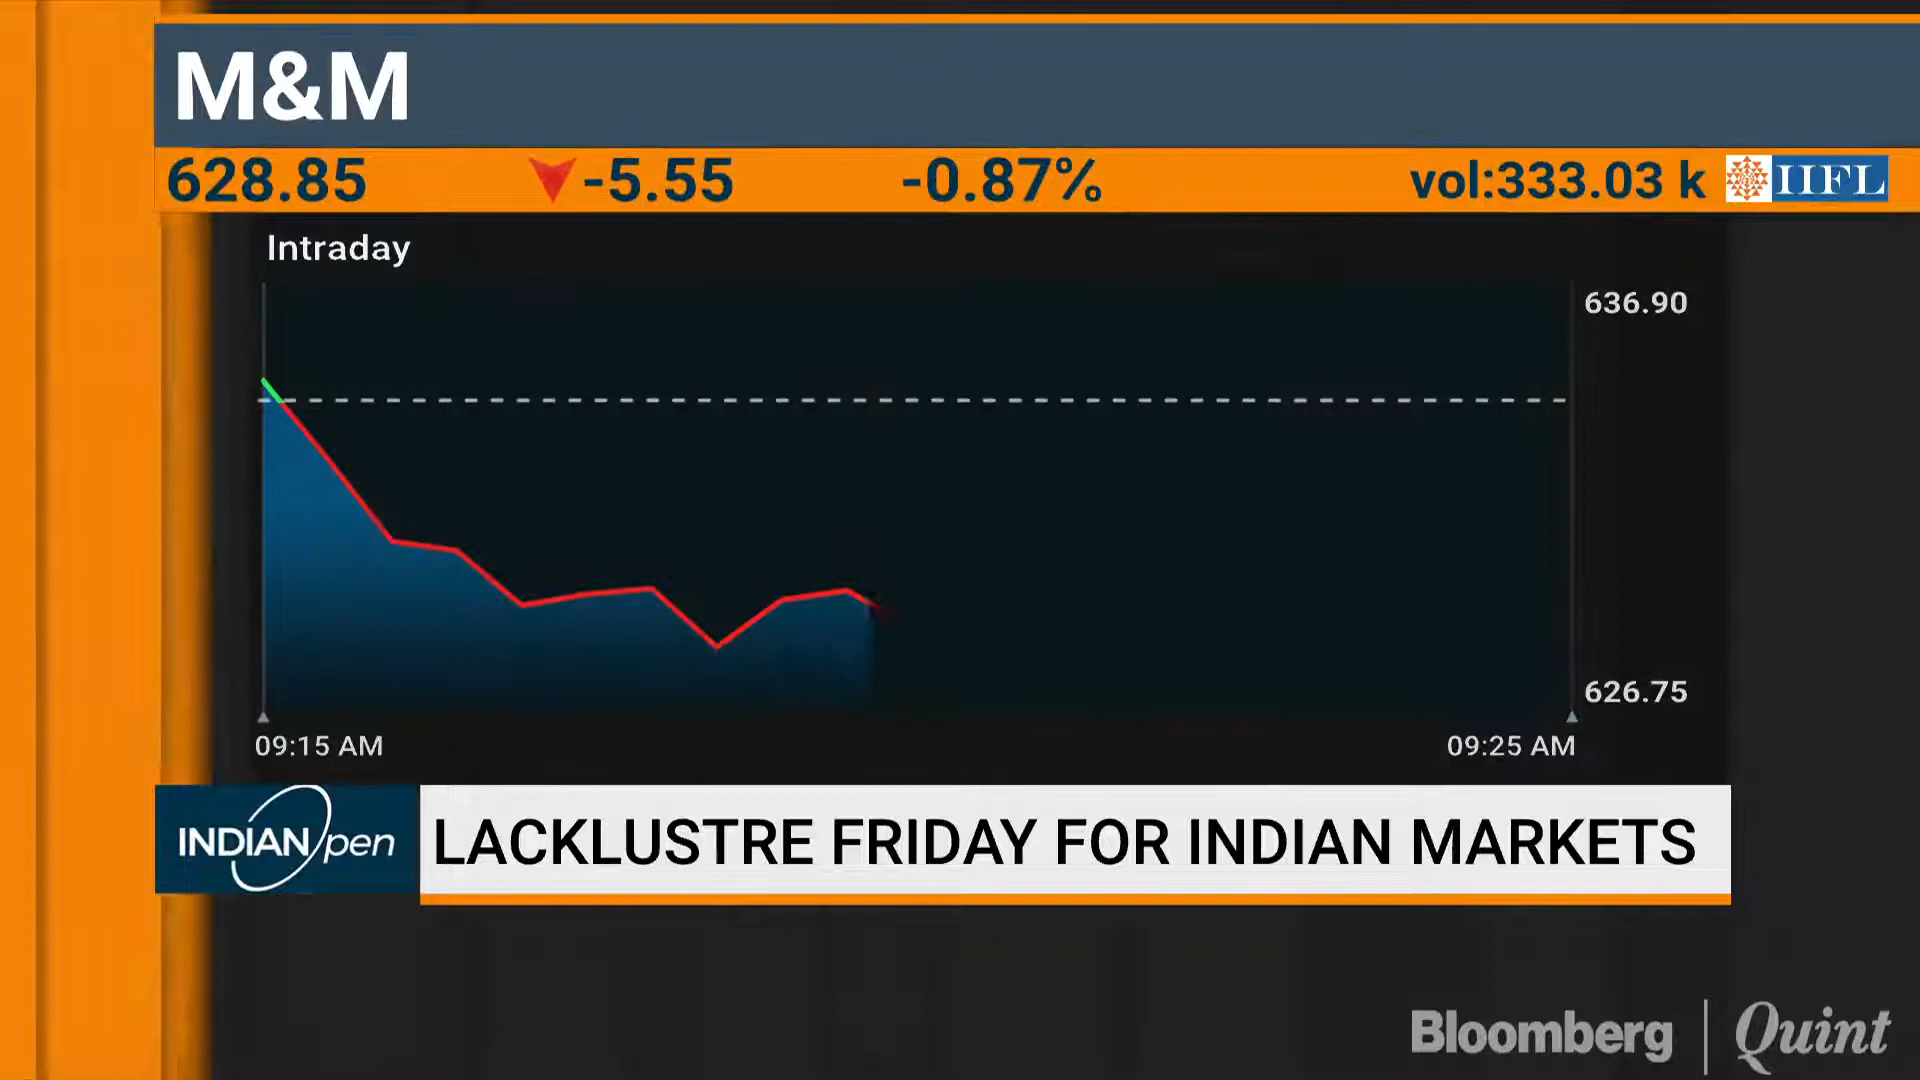 M&M
628.85 -5.55 -0.87% vol:333.03 k IIFL
Intraday
636.90
626.75
09:15 AM 09:25 AM
INDIAN Open LACKLUSTRE FRIDAY FOR INDIAN MARKETS
Bloomberg | Quint